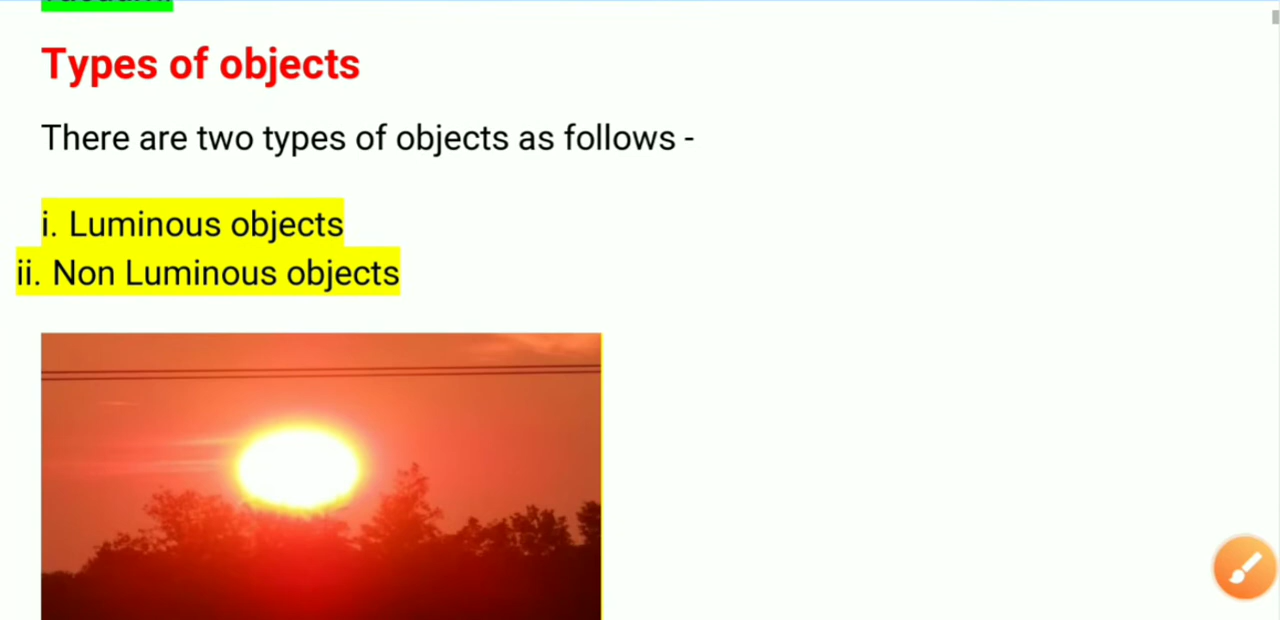 Types of objects
There are two types of objects as follows -
i. Luminous objects
ii. Non Luminous objects